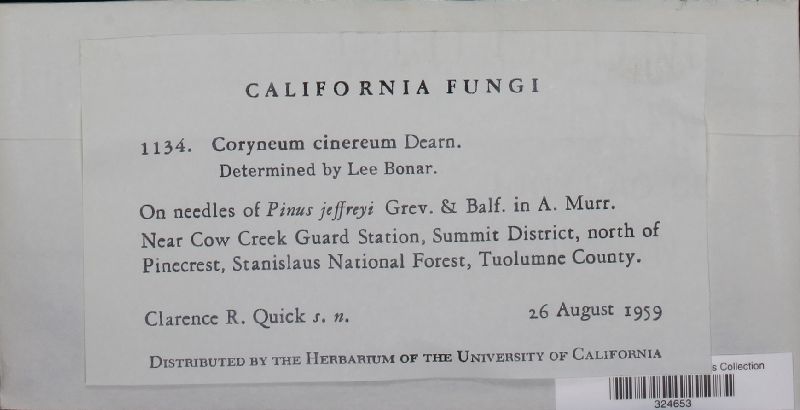 CALIFORNIA FUNGI
1134. Coryneum cinereum Dearn.
Determined by Lee Bonar.
On needles of Pinus jeffreyi Grev. & Balf. in A. Murr.
Near Cow Creek Guard Station, Summit District, north of
Pinecrest, Stanislaus National Forest, Tuolumne County.
Clarence R. Quick s. n. 26 August 1959
DISTRIBUTED BY THE HERBARIUM OF THE UNIVERSITY OF CALIFORNIA
s Collection
324653